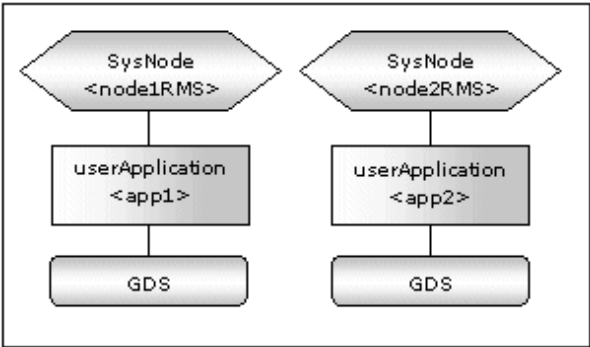 SysNode
<node1RMS>
userApplication
<app1>
GDS
SysNode
<node2RMS>
userApplication
<app2>
GDS